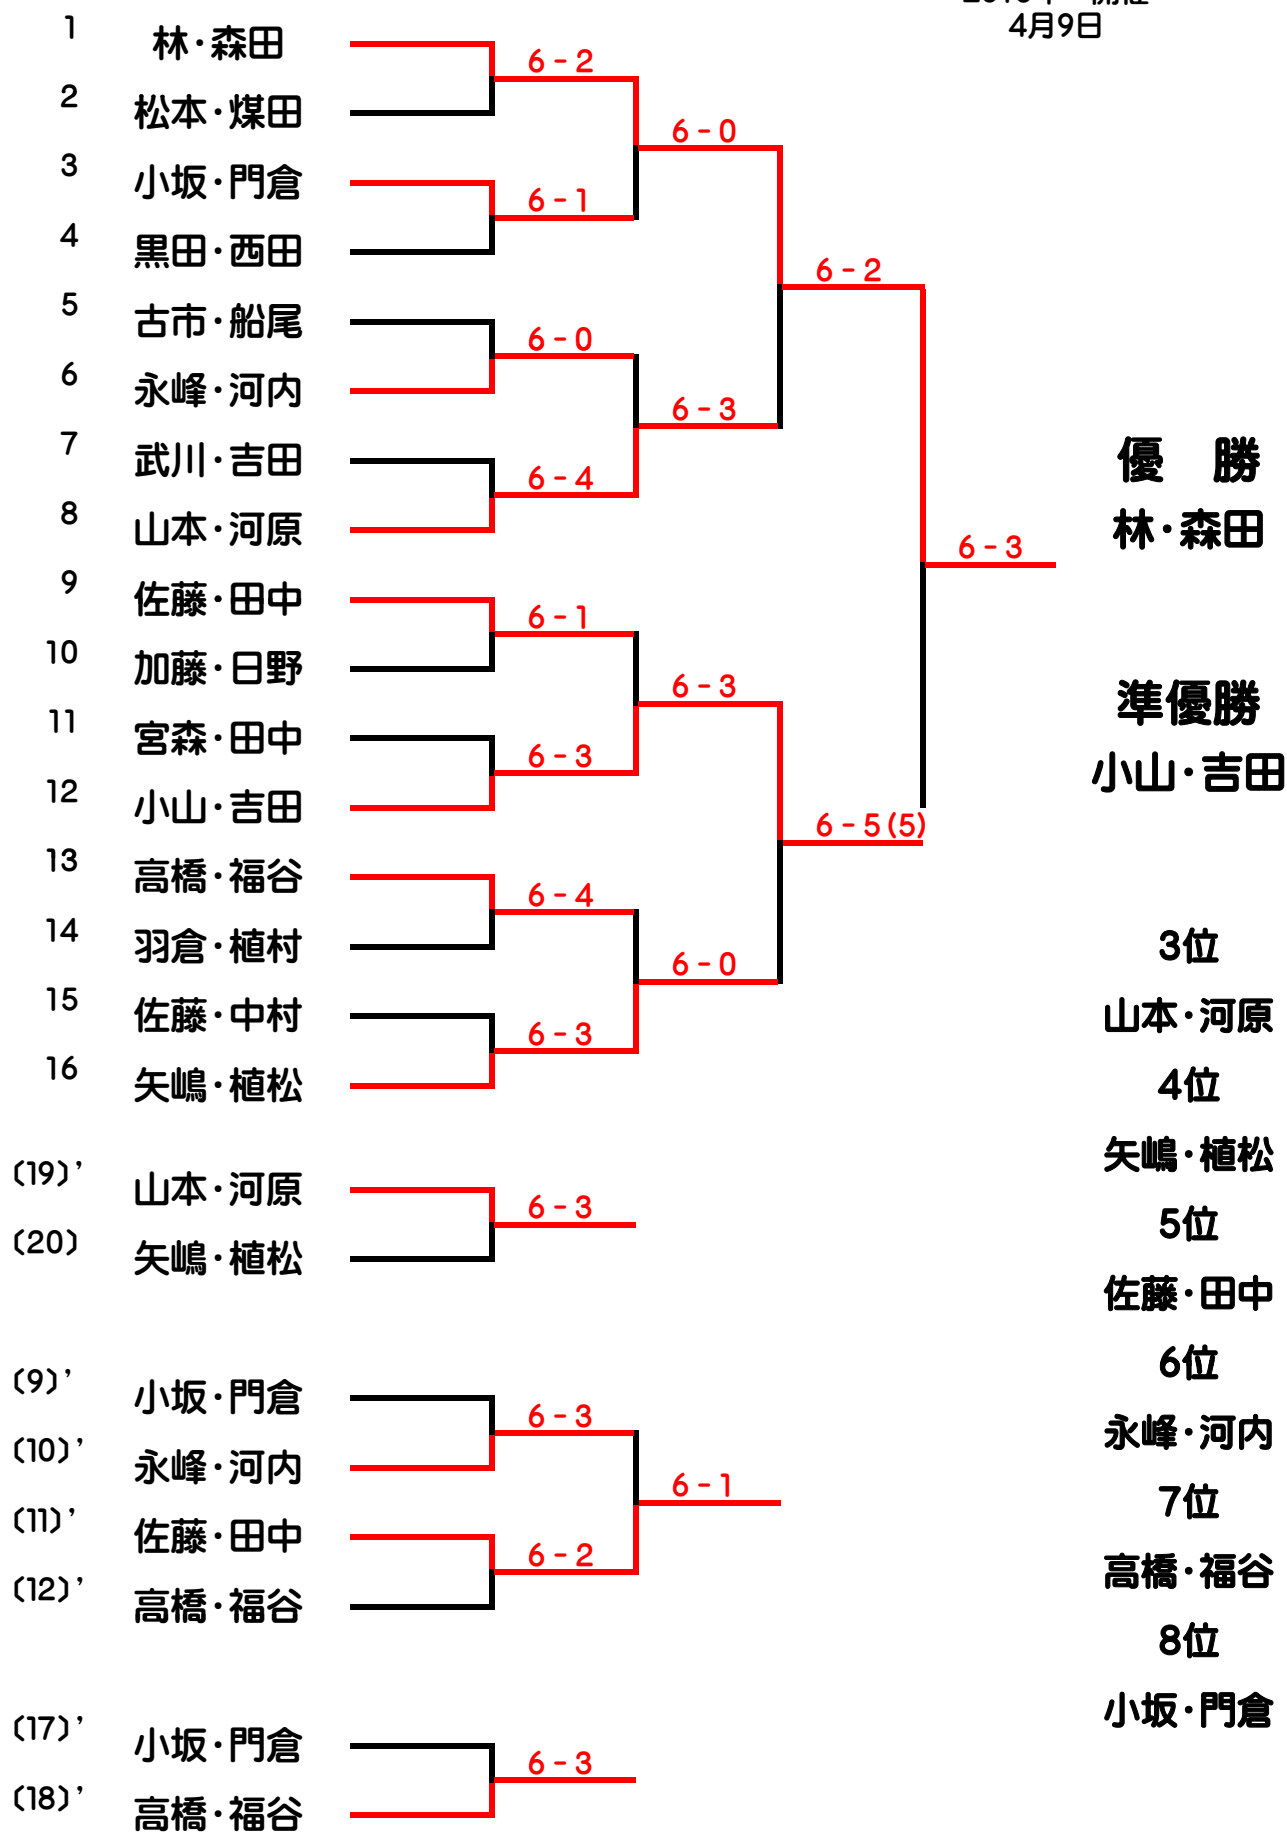 4月9日
1 林・森田
6-2
2 松本・煤田
6-0
3 小坂・門倉
6-1
4 黒田・西田
6-2
5 古市・船尾
6-0
6 永峰・河内
6-3
7 武川・吉田
6-4
8 山本・河原
優 勝
林・森田
6-3
9 佐藤・田中
6-1
10 加藤・日野
6-3
11 宮森・田中
6-3
12 小山・吉田
準優勝
小山・吉田
6-5(5)
13 高橋・福谷
6-4
14 羽倉・植村
6-0
15 佐藤・中村
6-3
16 矢嶋・植松
3位
山本・河原
4位
矢嶋・植松
(19)' 山本・河原
6-3
(20) 矢嶋・植松
5位
佐藤・田中
6位
永峰・河内
(9)' 小坂・門倉
6-3
(10)' 永峰・河内
6-1
(11)' 佐藤・田中
6-2
(12)' 高橋・福谷
7位
高橋・福谷
8位
小坂・門倉
(17)' 小坂・門倉
6-3
(18)' 高橋・福谷